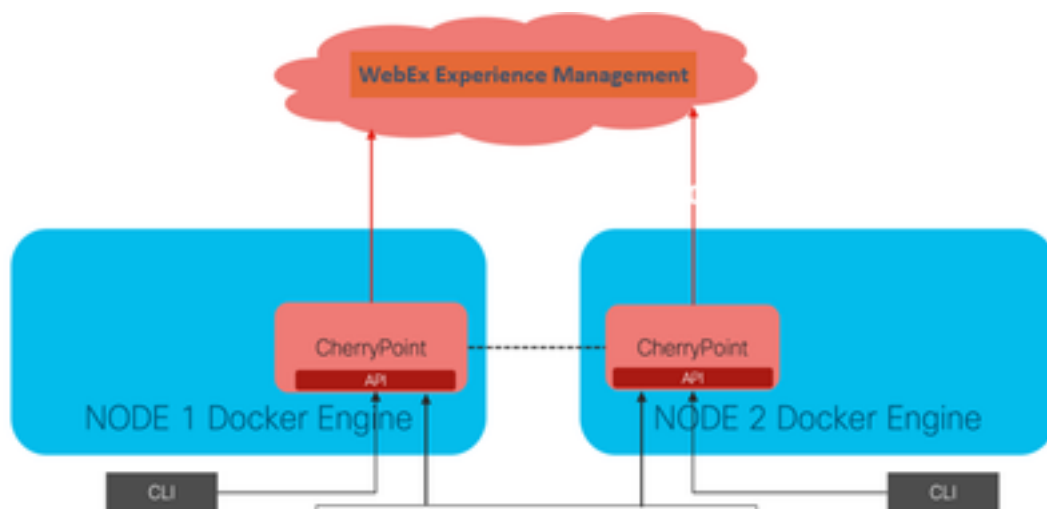 WebEx Experience Management
CherryPoint
API
NODE 1 Docker Engine
CherryPoint
API
NODE 2 Docker Engine
CLI
CLI